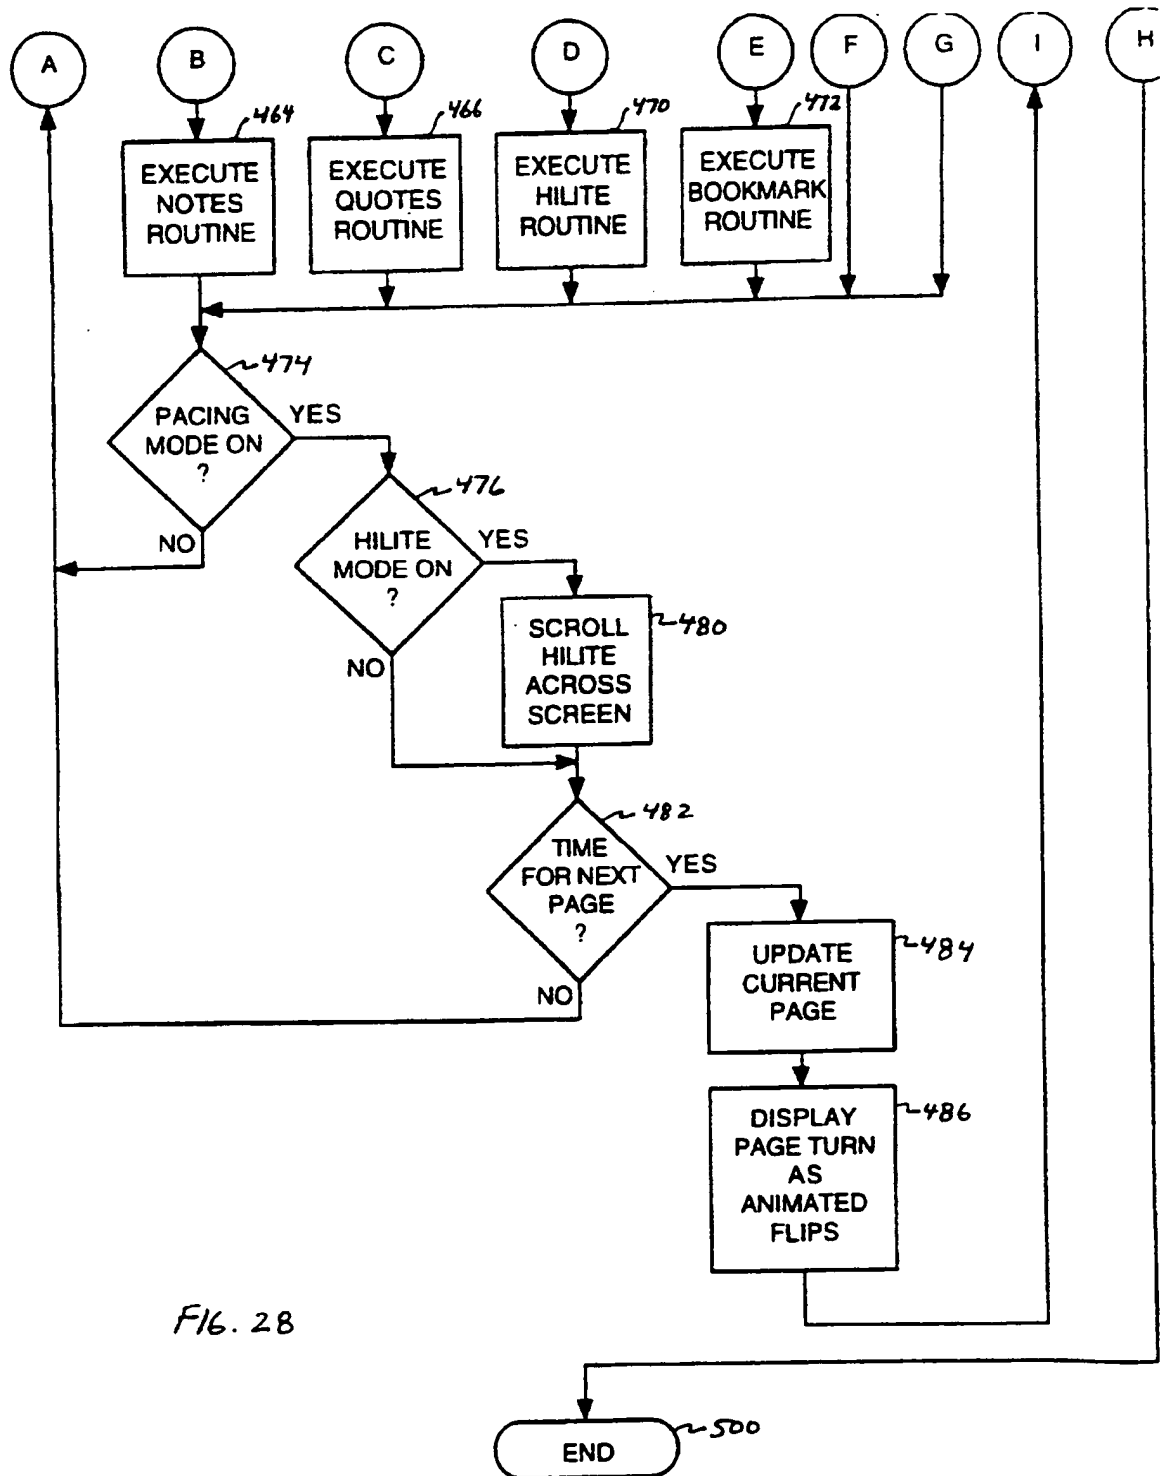 A
B
C
D
E
F
G
I
H
464
466
470
472
EXECUTE
NOTES
ROUTINE
EXECUTE
QUOTES
ROUTINE
EXECUTE
HILITE
ROUTINE
EXECUTE
BOOKMARK
ROUTINE
474
PACING
MODE ON
?
YES
NO
476
HILITE
MODE ON
?
YES
NO
480
SCROLL
HILITE
ACROSS
SCREEN
482
TIME
FOR NEXT
PAGE
?
YES
NO
484
UPDATE
CURRENT
PAGE
486
DISPLAY
PAGE TURN
AS
ANIMATED
FLIPS
FIG. 28
500
END